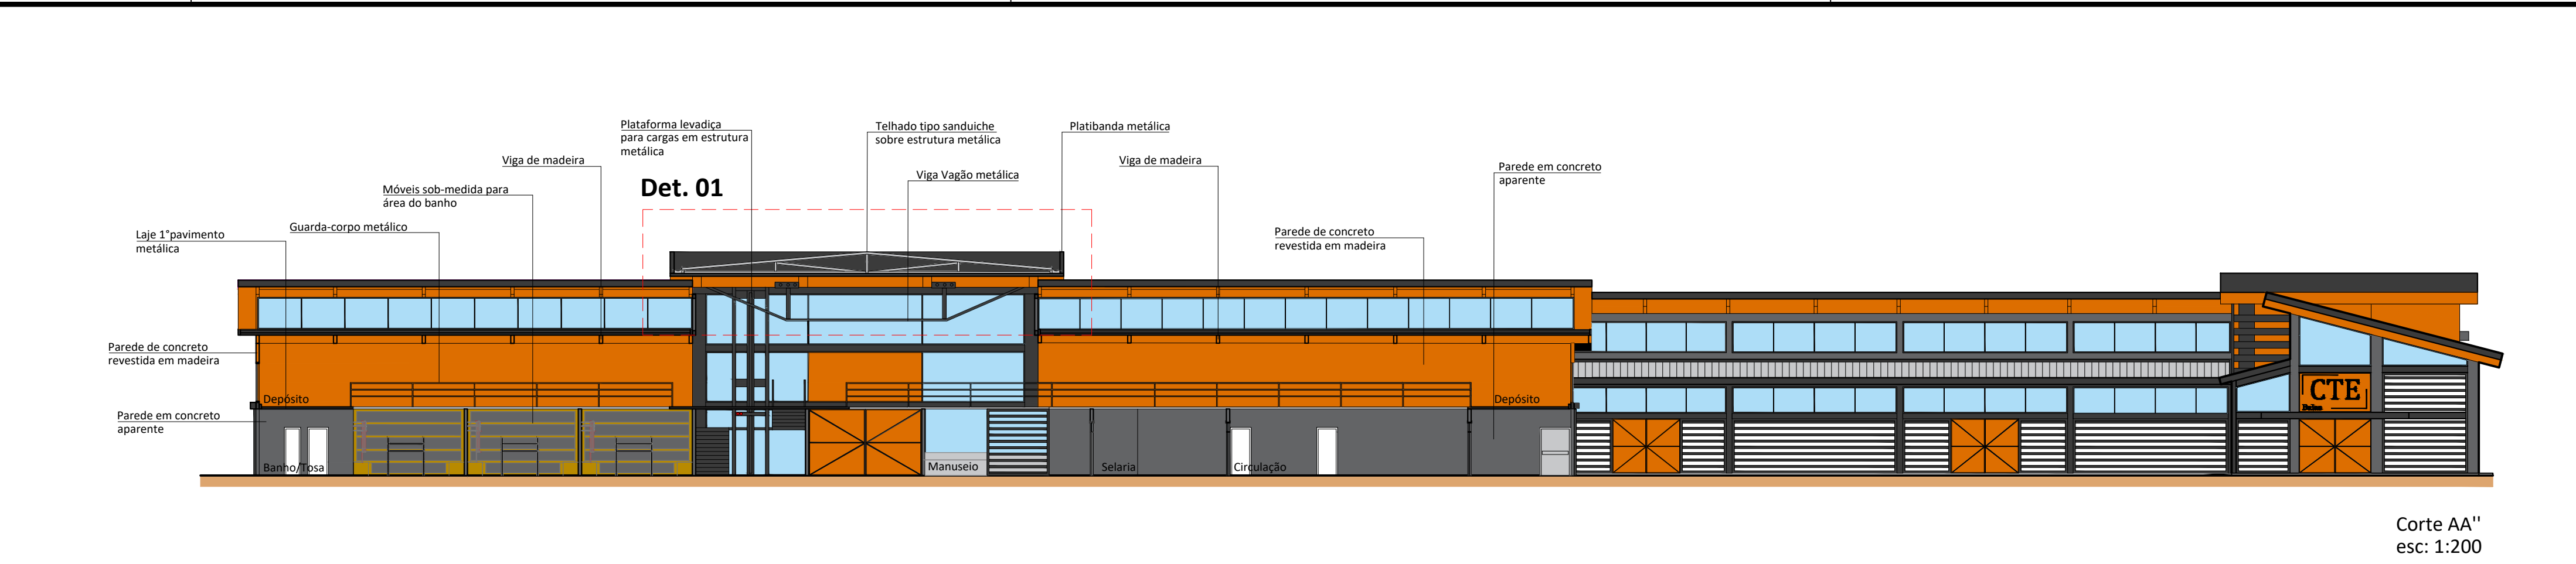 Plataforma levadiça
para cargas em estrutura
metálica
Telhado tipo sanduiche
sobre estrutura metálica
Platibanda metálica
Viga de madeira
Viga de madeira
Viga Vagão metálica
Parede em concreto
aparente
Det. 01
Móveis sob-medida para
área do banho
Guarda-corpo metálico
Laje 1°pavimento
metálica
Parede de concreto
revestida em madeira
Parede de concreto
revestida em madeira
Parede em concreto
aparente
Depósito
Depósito
CTE
Banho/Tosa
Manuseio
Selaria
Circulação
Corte AA''
esc: 1:200